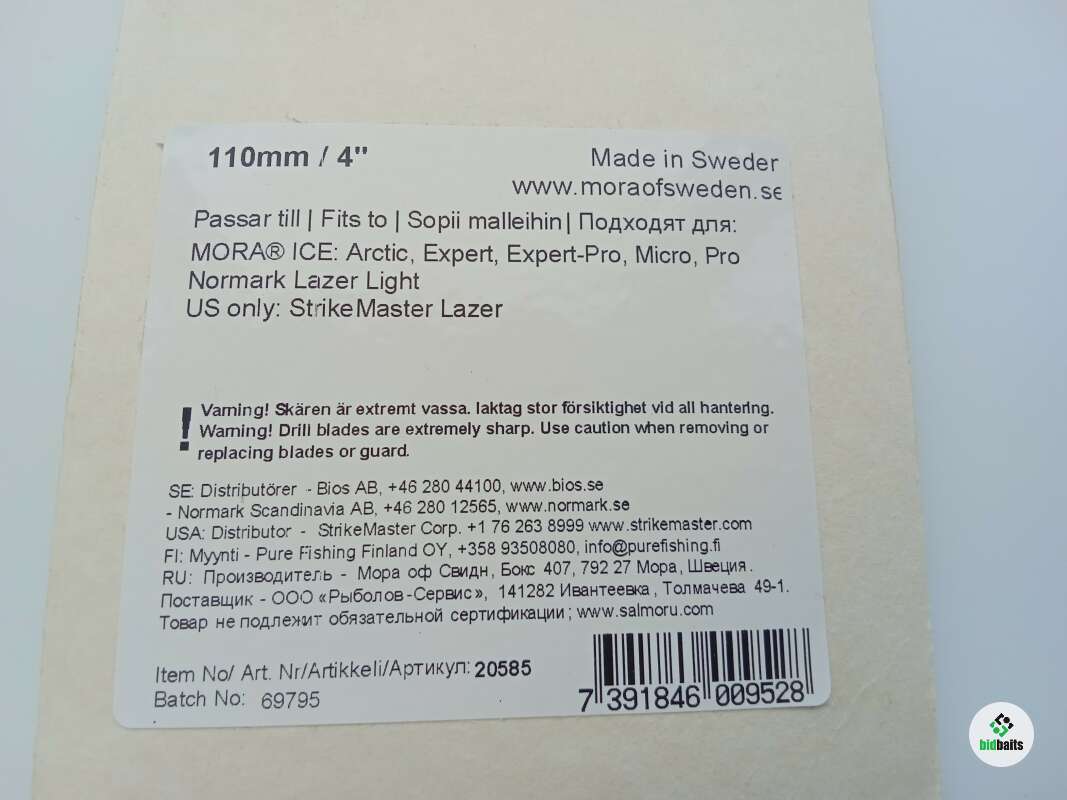 110mm / 4"
Made in Sweden
www.moraofsweden.se
Passar till | Fits to | Sopii malleihin | Подходят для:
MORA® ICE: Arctic, Expert, Expert-Pro, Micro, Pro
Normark Lazer Light
US only: StrikeMaster Lazer
! Varning! Skären är extremt vassa. Iaktag stor försiktighet vid all hantering.
Warning! Drill blades are extremely sharp. Use caution when removing or
replacing blades or guard.
SE: Distributörer - Bios AB, +46 280 44100, www.bios.se
- Normark Scandinavia AB, +46 280 12565, www.normark.se
USA: Distributor - StrikeMaster Corp. +1 76 263 8999 www.strikemaster.com
FI: Myynti - Pure Fishing Finland OY, +358 93508080, info@purefishing.fi
RU: Производитель - Мора оф Свидн, Бокс 407, 792 27 Мора, Швеция.
Поставщик - ООО «Рыболов-Сервис», 141282 Ивантеевка, Толмачева 49-1.
Товар не подлежит обязательной сертификации; www.salmoru.com
Item No/ Art. Nr/Artikkeli/Артикул: 20585
Batch No: 69795
7 391846 009528
bidbaits